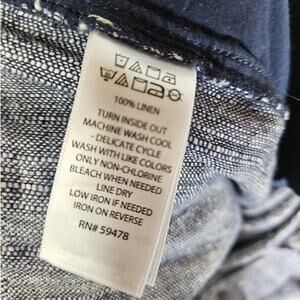 100% LINEN
TURN INSIDE OUT
MACHINE WASH COOL
- DELICATE CYCLE
WASH WITH LIKE COLORS
ONLY NON-CHLORINE
BLEACH WHEN NEEDED
LINE DRY
LOW IRON IF NEEDED
IRON ON REVERSE
RN# 59478